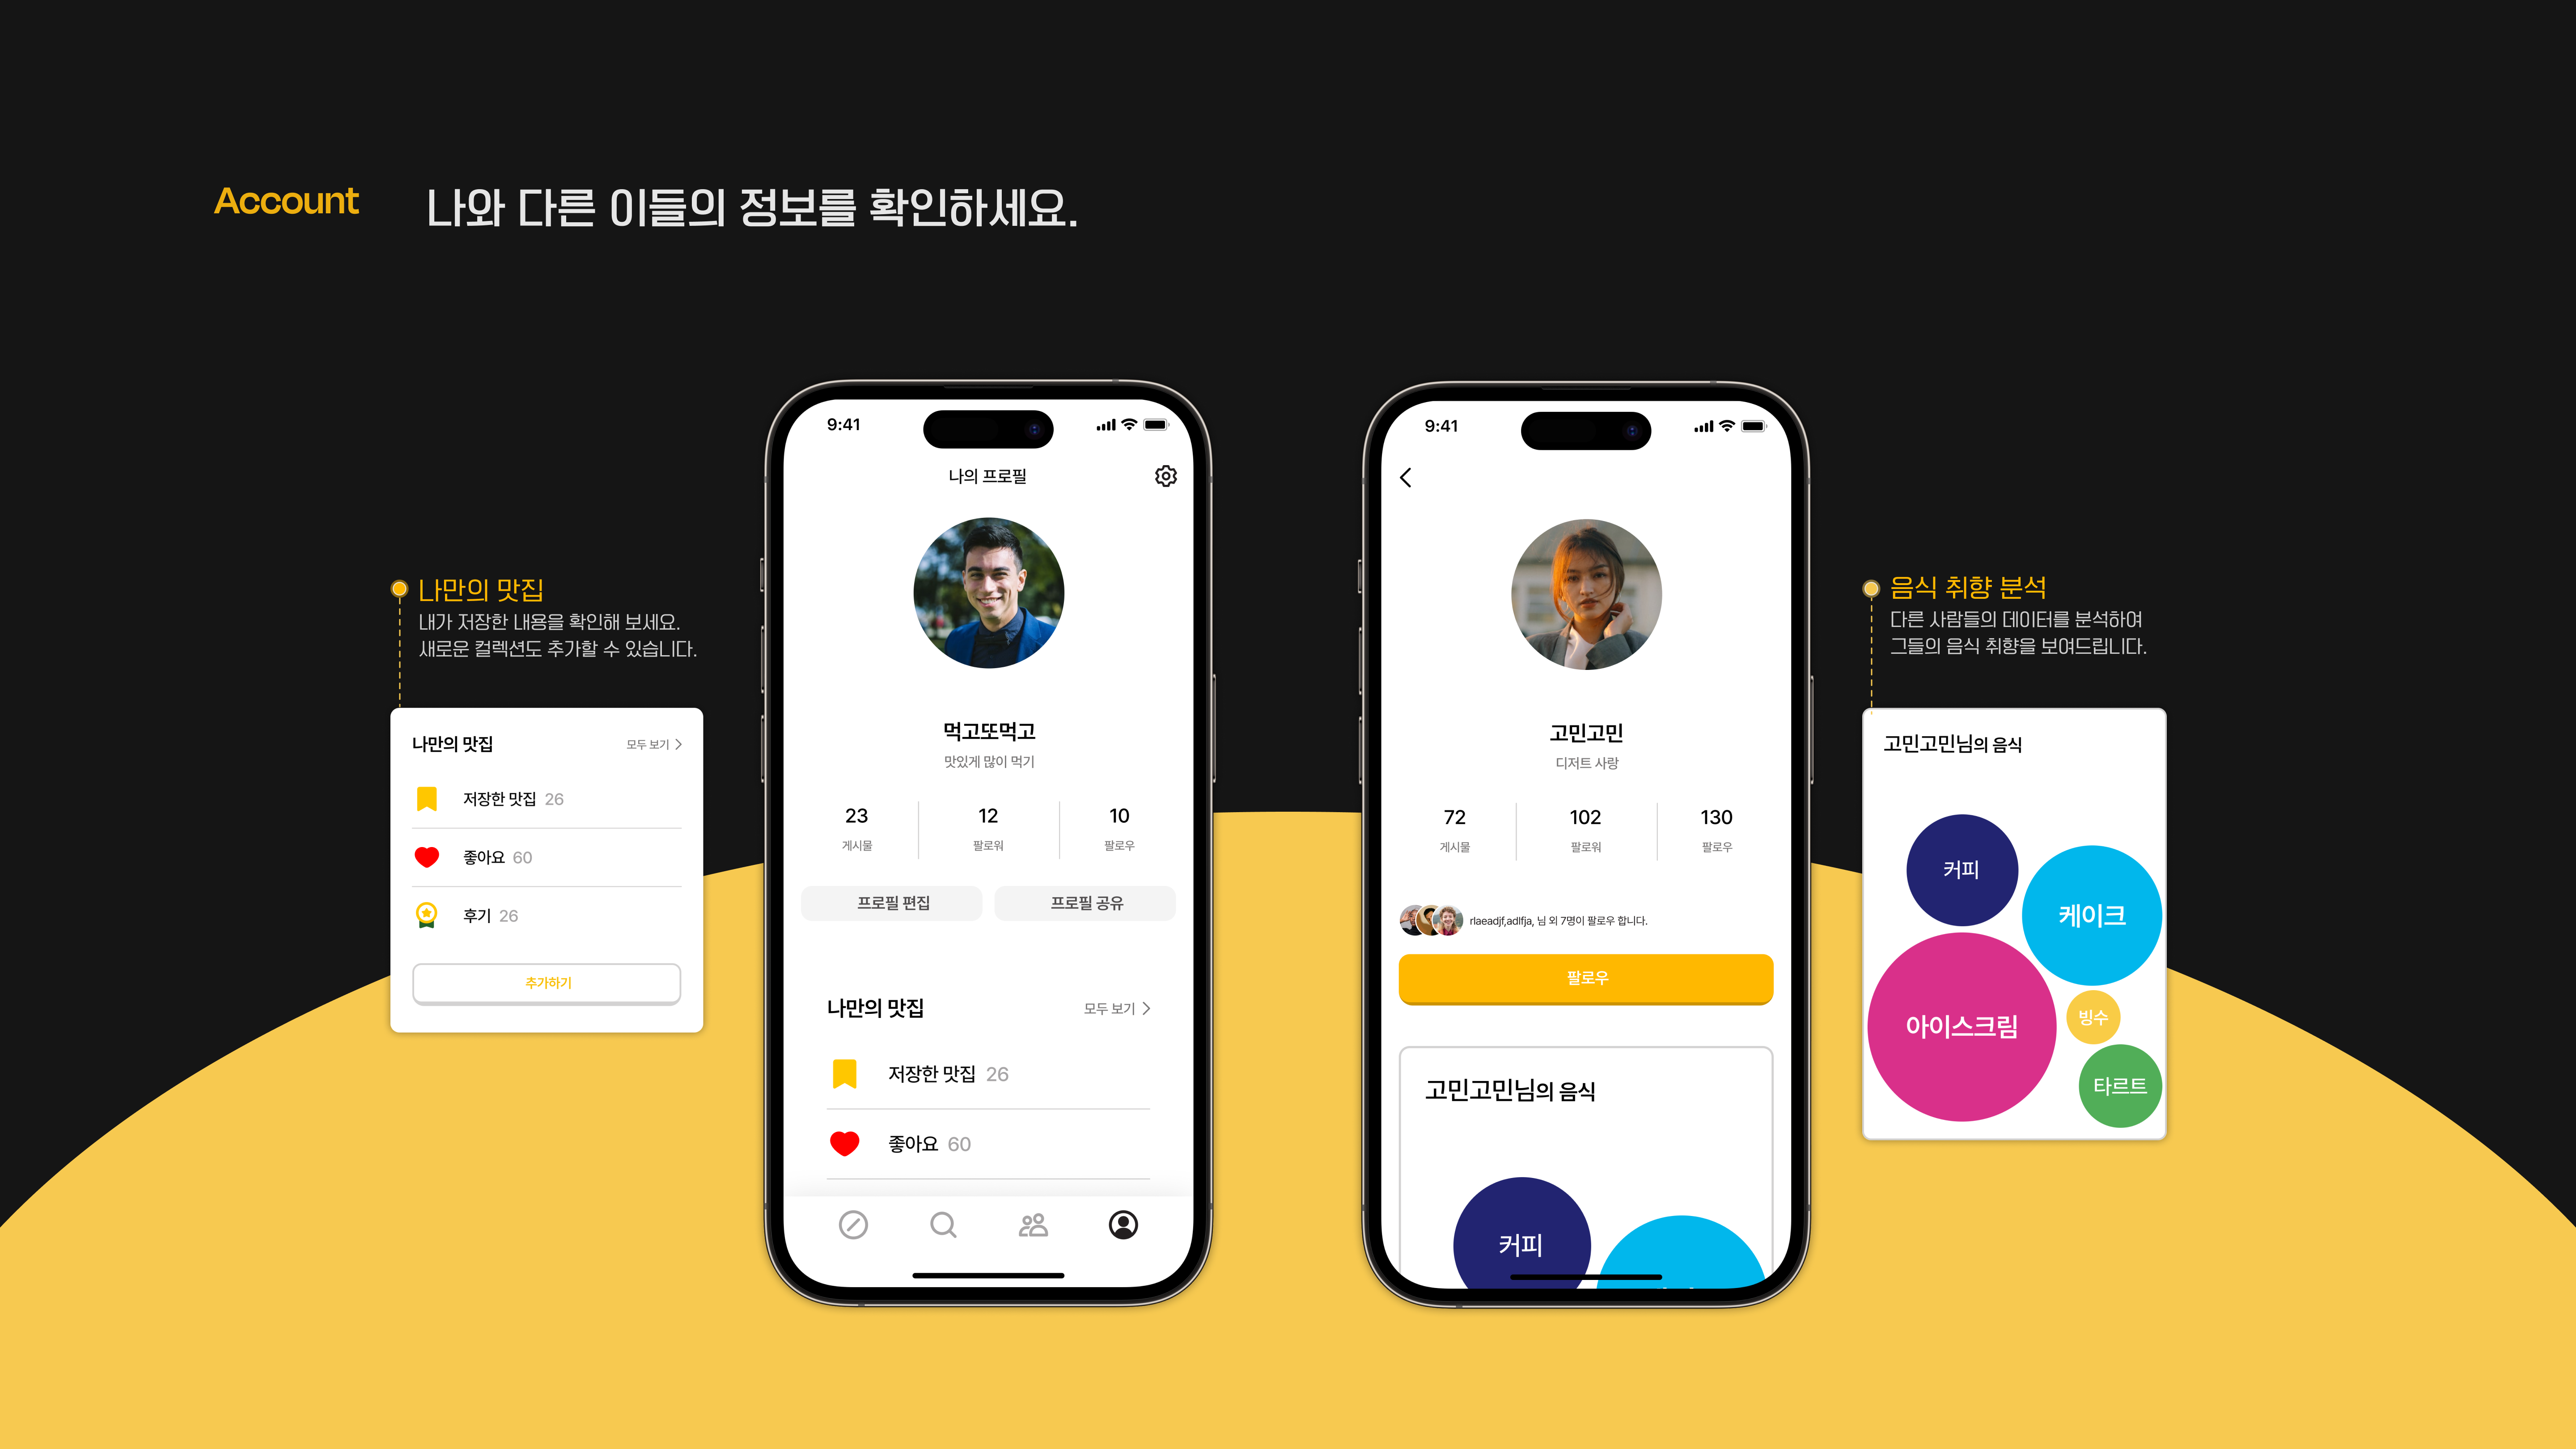 Account
나와 다른 이들의 정보를 확인하세요.
나만의 맛집
내가 저장한 내용을 확인해 보세요.
새로운 컬렉션도 추가할 수 있습니다.
나만의 맛집 모두 보기
저장한 맛집 26
좋아요 60
후기 26
추가하기
9:41
나의 프로필
먹고또먹고
맛있게 많이 먹기
23 12 10
게시물 팔로워 팔로우
프로필 편집 프로필 공유
나만의 맛집 모두 보기
저장한 맛집 26
좋아요 60
9:41
고민고민
디저트 사랑
72 102 130
게시물 팔로워 팔로우
rlaeadjf,adlfja, 님 외 7명이 팔로우 합니다.
팔로우
고민고민님의 음식
커피
음식 취향 분석
다른 사람들의 데이터를 분석하여
그들의 음식 취향을 보여드립니다.
고민고민님의 음식
커피
케이크
아이스크림
빙수
타르트